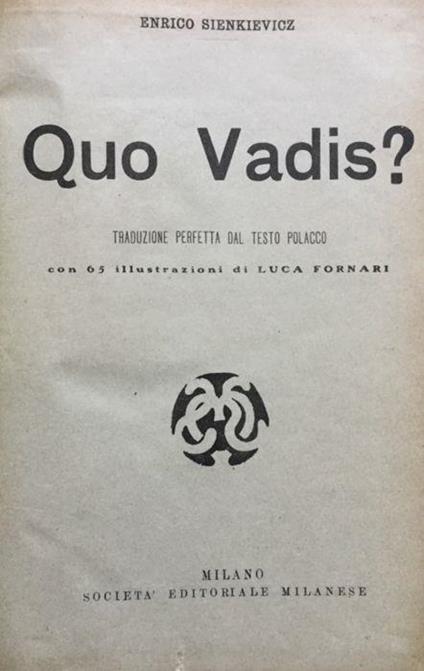 ENRICO SIENKIEVICZ
Quo Vadis?
TRADUZIONE PERFETTA DAL TESTO POLACCO
con 65 illustrazioni di LUCA FORNARI
MILANO
SOCIETA' EDITORIALE MILANESE